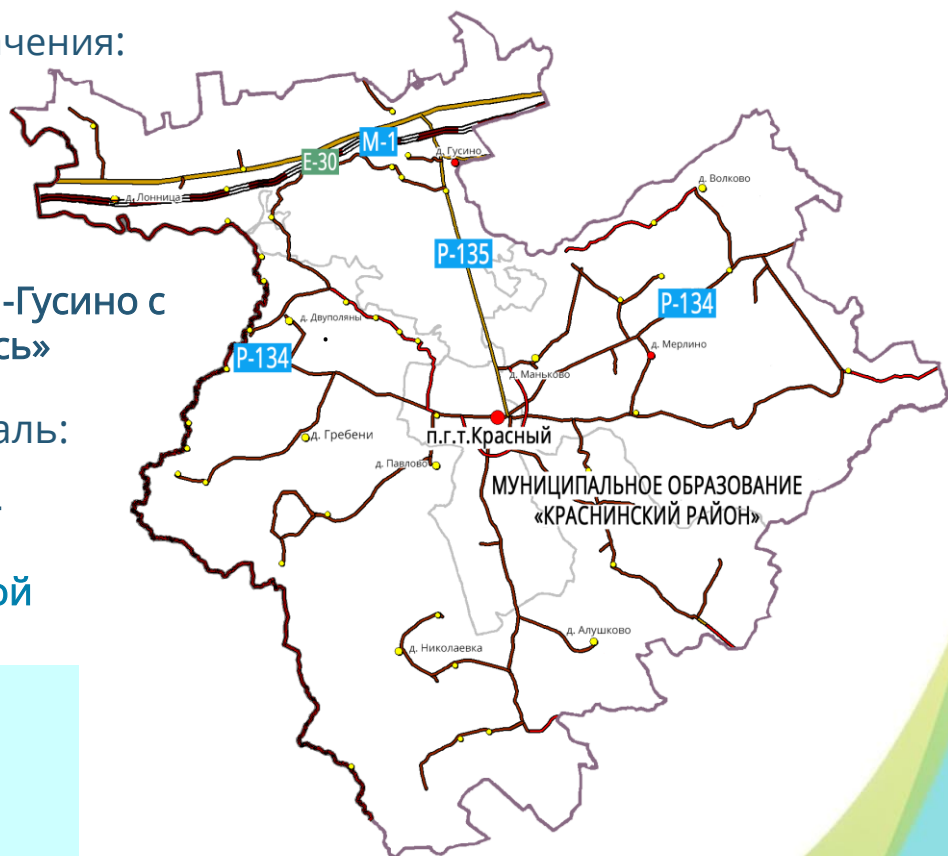 ачения:
-Гусино с
сь»
аль:
ой
М-1
Е-30
д. Гусино
д. Лонница
д. Волково
Р-135
Р-134
д. Двуполяны
Р-134
д. Мерлино
д. Маньково
п.г.т.Красный
д. Гребени
д. Павлово
МУНИЦИПАЛЬНОЕ ОБРАЗОВАНИЕ
«КРАСНИНСКИЙ РАЙОН»
д. Алушково
д. Николаевка